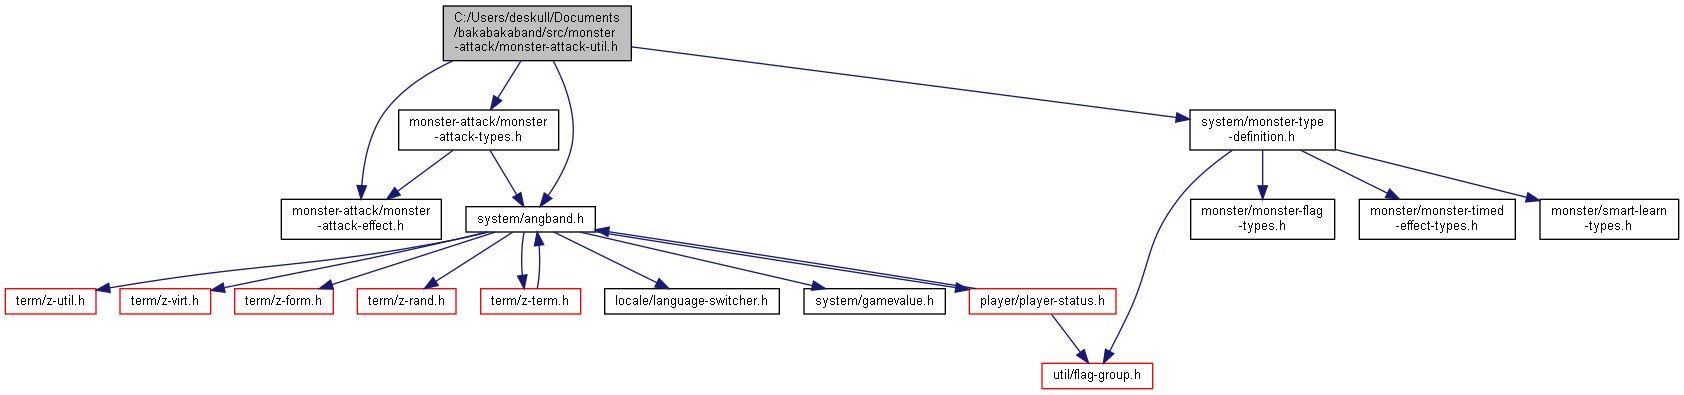 C:/Users/deskull/Documents
/bakabakaband/src/monster
-attack/monster-attack-util.h
monster-attack/monster
-attack-types.h
system/monster-type
-definition.h
monster-attack/monster
-attack-effect.h
system/angband.h
monster/monster-flag
-types.h
monster/monster-timed
-effect-types.h
monster/smart-learn
-types.h
term/z-util.h
term/z-virt.h
term/z-form.h
term/z-rand.h
term/z-term.h
locale/language-switcher.h
system/gamevalue.h
player/player-status.h
util/flag-group.h